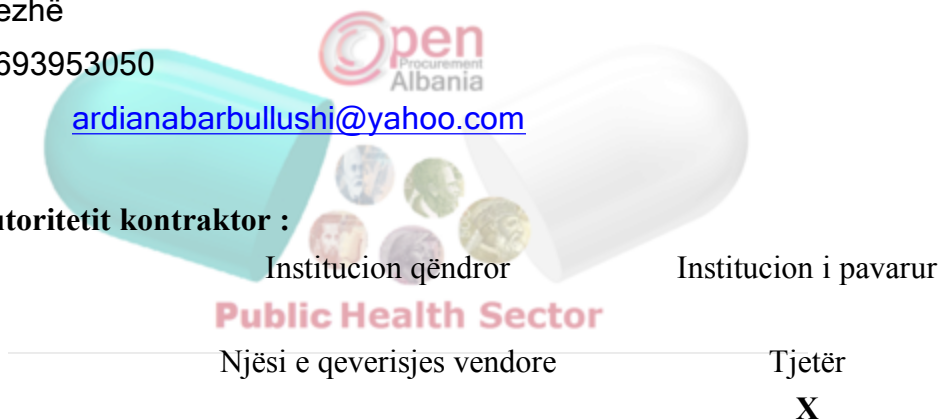 ezhë
693953050
Open
Procurement
Albania
ardianabarbullushi@yahoo.com
utoritetit kontraktor :
Institucion qëndror Institucion i pavarur
Public Health Sector
Njësi e qeverisjes vendore Tjetër
X